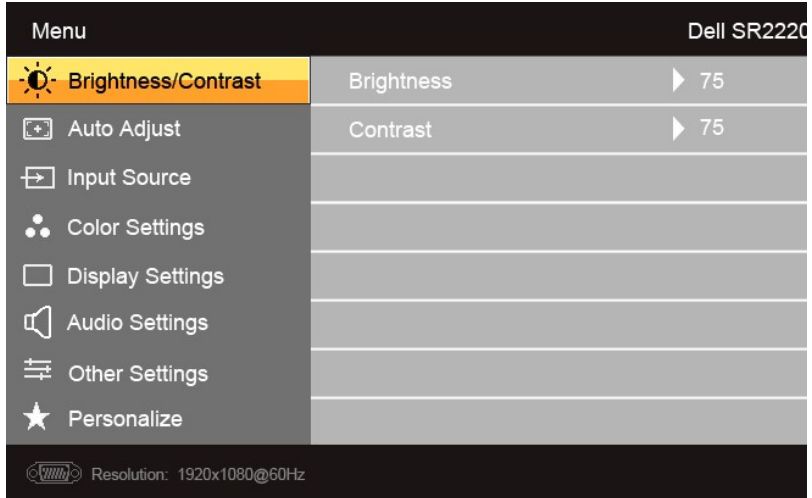 Menu Dell SR2220
Brightness/Contrast Brightness 75
Auto Adjust Contrast 75
Input Source
Color Settings
Display Settings
Audio Settings
Other Settings
Personalize
Resolution: 1920x1080@60Hz